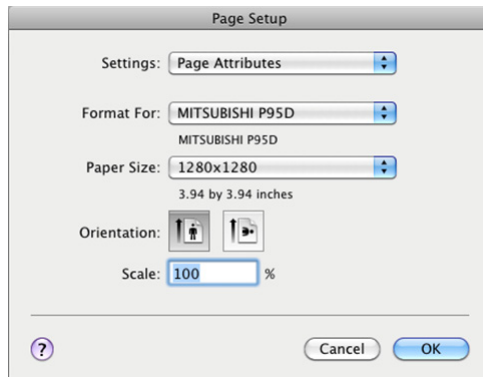 Page Setup
Settings: Page Attributes
Format For: MITSUBISHI P95D
MITSUBISHI P95D
Paper Size: 1280x1280
3.94 by 3.94 inches
Orientation:
Scale: 100 %
? Cancel OK